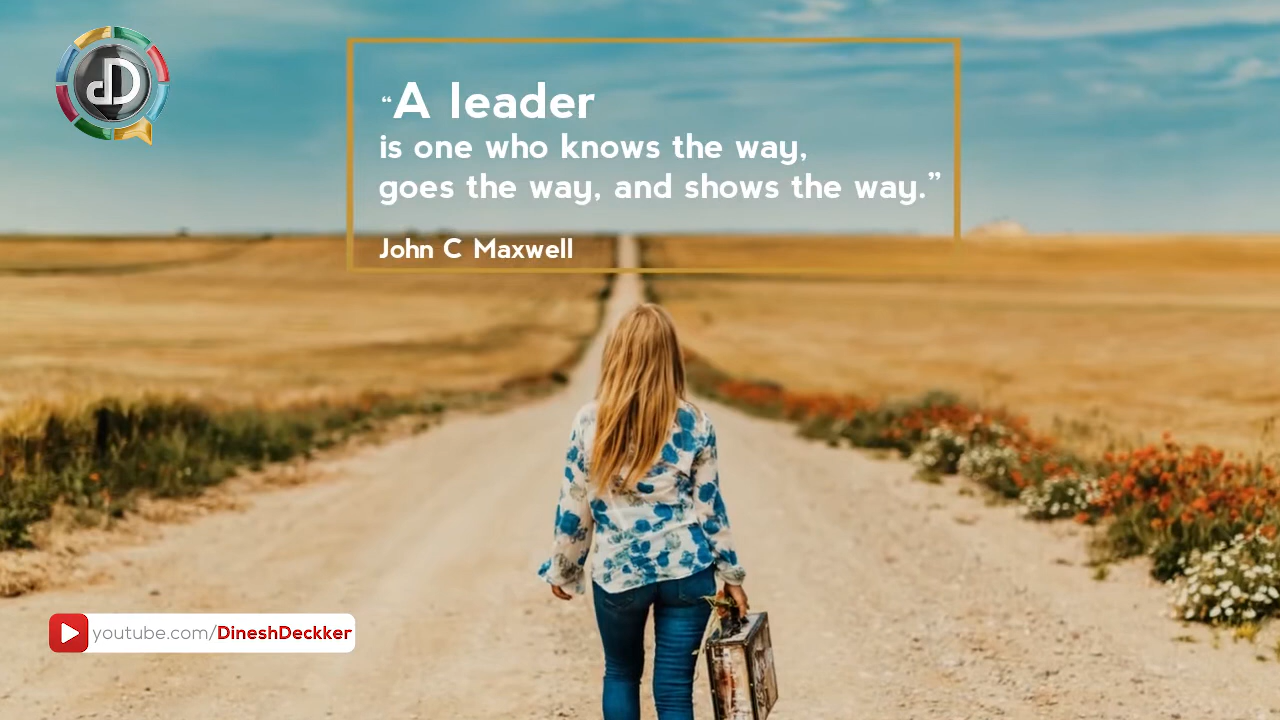 “A leader
is one who knows the way,
goes the way, and shows the way.”
John C Maxwell
youtube.com/DineshDeckker